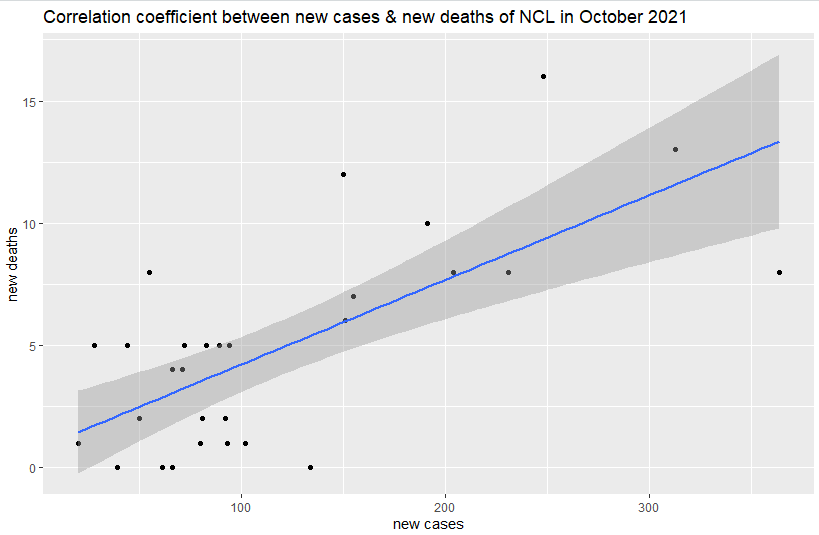 Correlation coefficient between new cases & new deaths of NCL in October 2021
15
10
5
0
new deaths
100 200 300
new cases